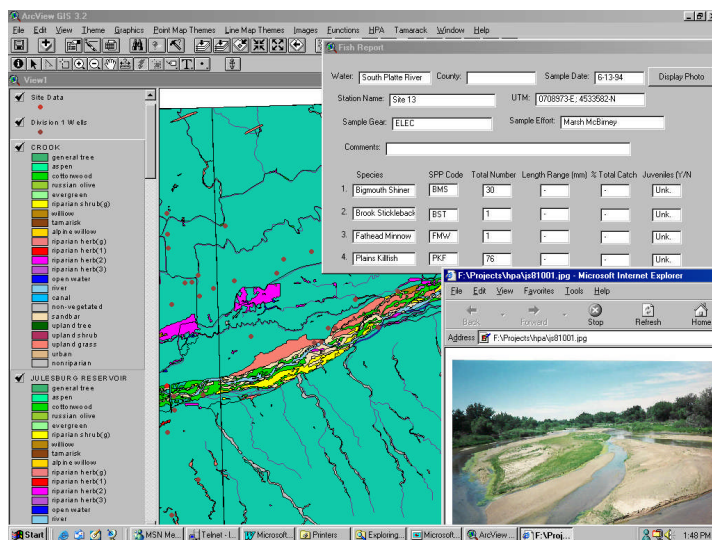 ArcView GIS 3.2
File Edit View Theme Graphics Point Map Themes Line Map Themes Images Functions HPA Tamarack Window Help
View1
Site Data
Division 1 Wells
CROOK
general tree
aspen
cottonwood
russian olive
evergreen
riparian shrub(g)
willow
tamarisk
alpine willow
riparian herb(g)
riparian herb(1)
riparian herb(2)
riparian herb(3)
open water
river
canal
non-vegetated
sandbar
upland tree
upland shrub
upland grass
urban
nonriparian
JULESBURG RESERVOIR
general tree
aspen
cottonwood
russian olive
evergreen
riparian shrub(g)
willow
tamarisk
alpine willow
riparian herb(g)
riparian herb(1)
riparian herb(2)
riparian herb(3)
open water
river
Fish Report
Water: South Platte River County: Sample Date: 6-13-94 Display Photo
Station Name: Site 13 UTM: 0708973-E; 4533582-N
Sample Gear: ELEC Sample Effort: Marsh McBirney
Comments:
Species SPP Code Total Number Length Range (mm) % Total Catch Juveniles (Y/N
1. Bigmouth Shiner BMS 30 - - Unk.
2. Brook Stickleback BST 1 - - Unk.
3. Fathead Minnow FMW 1 - - Unk.
4. Plains Killfish PKF 76 - - Unk.
F:\Projects\hpa\js81001.jpg - Microsoft Internet Explorer
File Edit View Favorites Tools Help
Back Forward Stop Refresh Home
Address F:\Projects\hpa\js81001.jpg
Start MSN Me... Telnet - I... Microsoft... Printers Exploring... Microsoft... ArcView ... F:\Proj... 1:48 PM